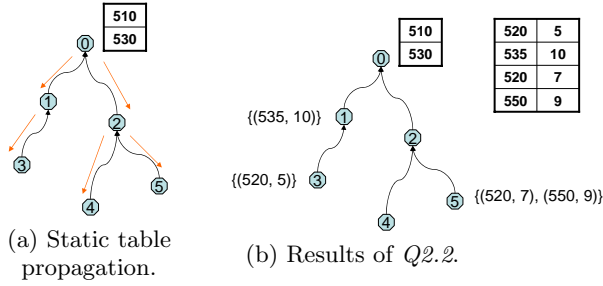 510
530
0
1
2
3
4
5
(a) Static table
propagation.
510
530
0
{(535, 10)} 1
2
{(520, 5)} 3
4
5 {(520, 7), (550, 9)}
520 5
535 10
520 7
550 9
(b) Results of Q2.2.